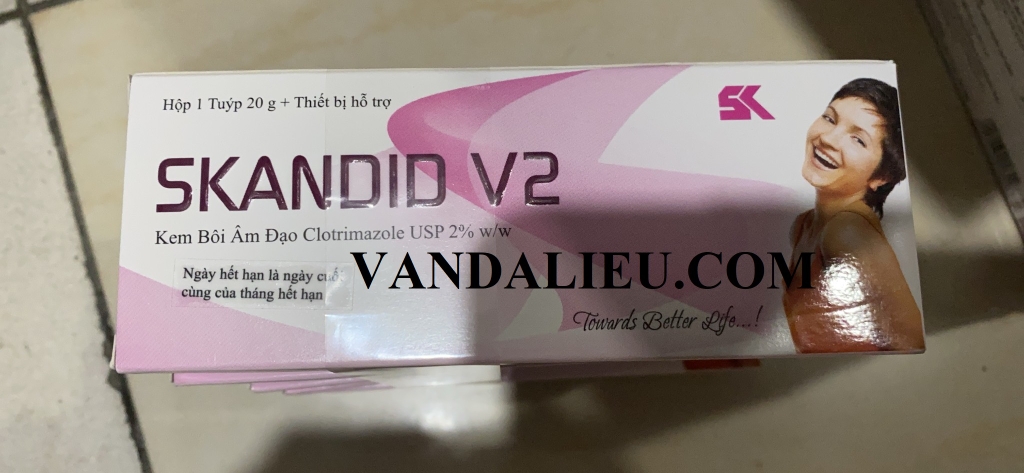 Hộp 1 Tuýp 20 g + Thiết bị hỗ trợ
SK
SKANDID V2
Kem Bôi Âm Đạo Clotrimazole USP 2% w/w
Ngày hết hạn là ngày cuối
cùng của tháng hết hạn
VANDALIEU.COM
Towards Better Life...!